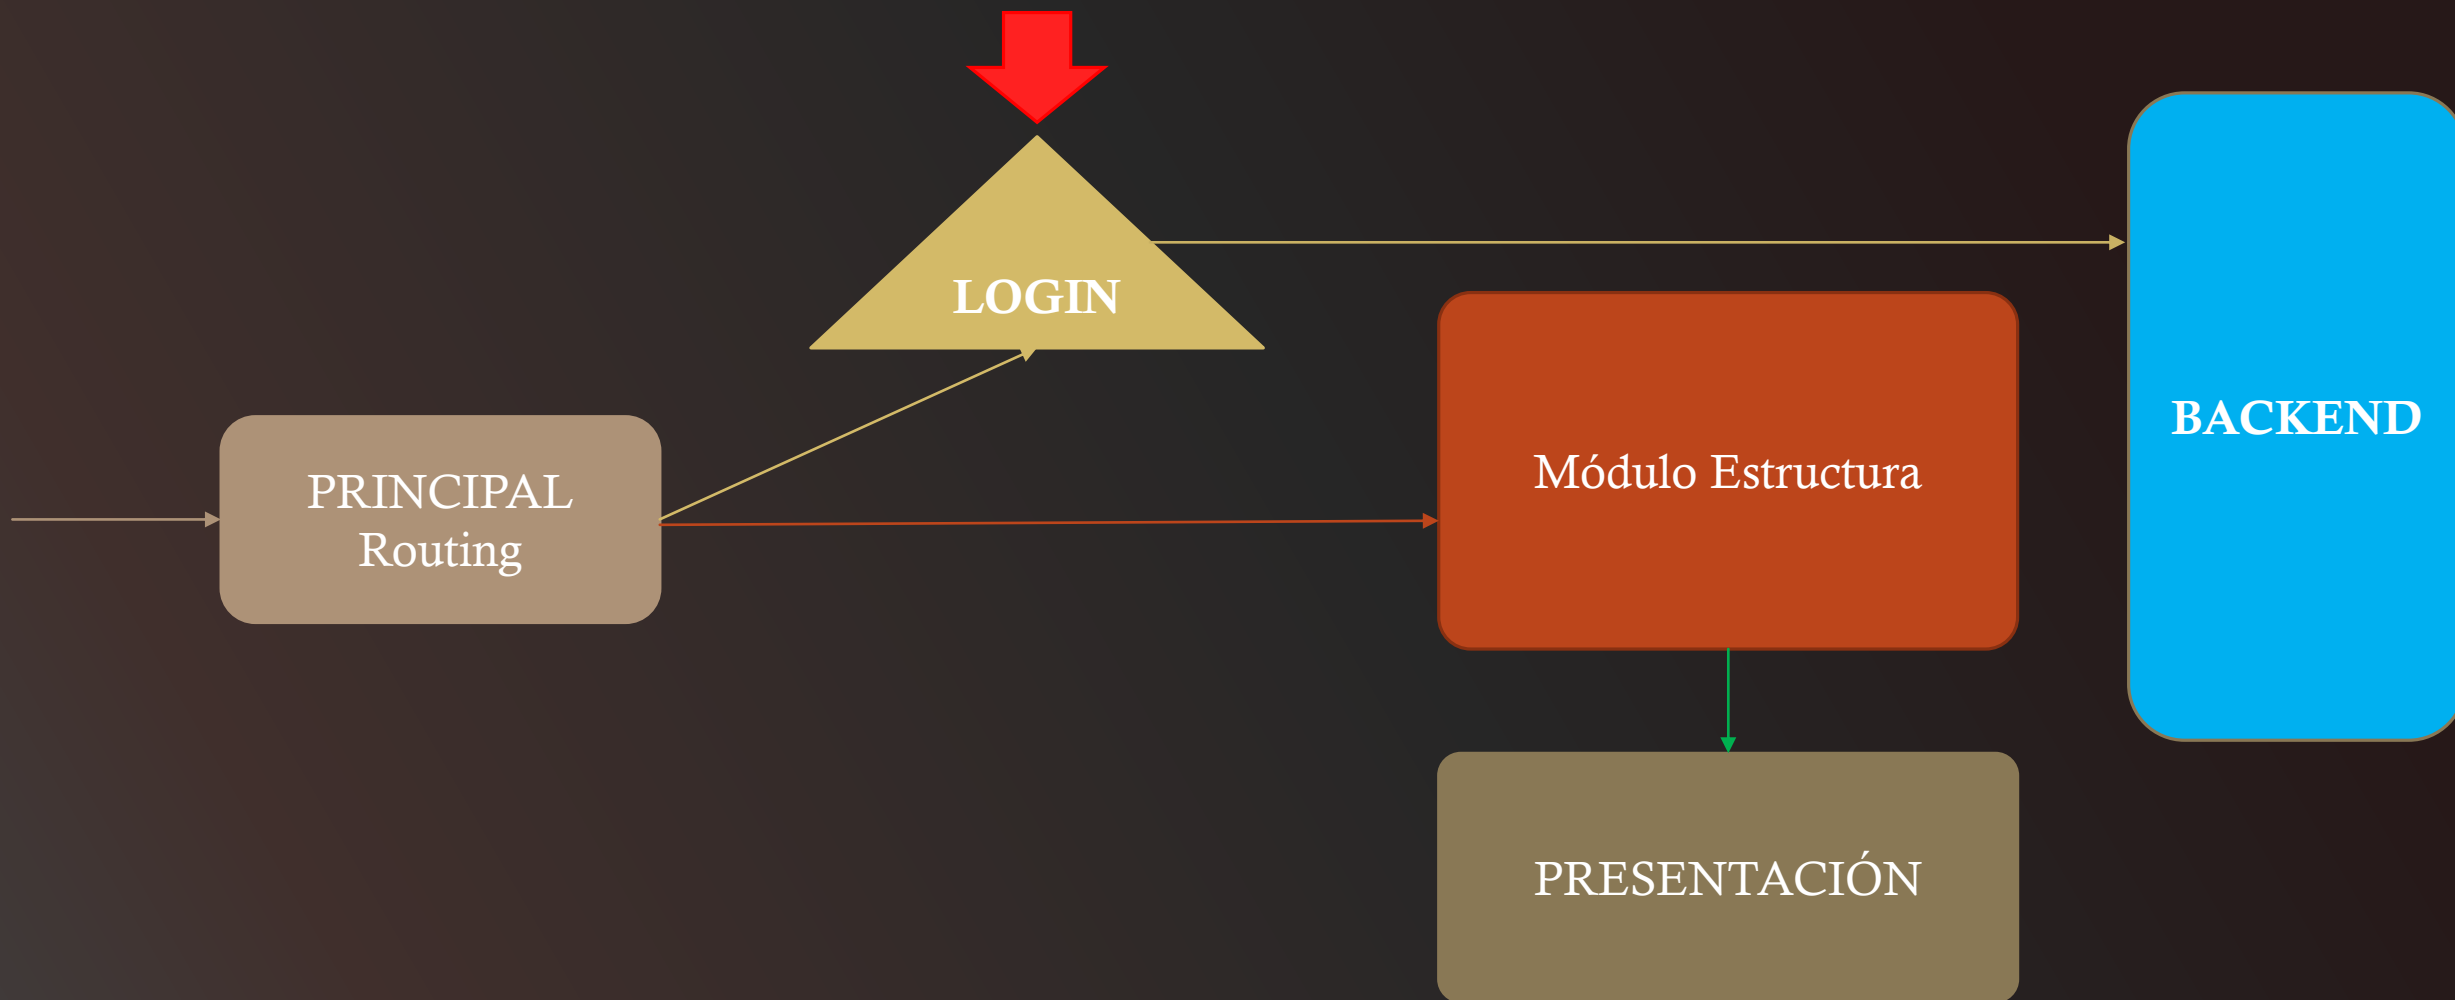 LOGIN
BACKEND
Módulo Estructura
PRINCIPAL
Routing
PRESENTACIÓN